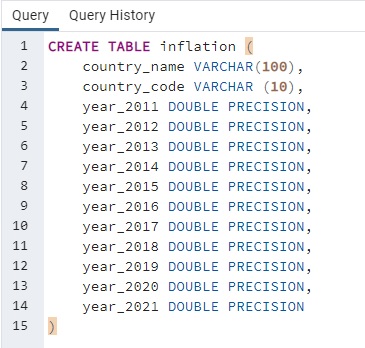 Query Query History
1 CREATE TABLE inflation (
2 country_name VARCHAR(100),
3 country_code VARCHAR (10),
4 year_2011 DOUBLE PRECISION,
5 year_2012 DOUBLE PRECISION,
6 year_2013 DOUBLE PRECISION,
7 year_2014 DOUBLE PRECISION,
8 year_2015 DOUBLE PRECISION,
9 year_2016 DOUBLE PRECISION,
10 year_2017 DOUBLE PRECISION,
11 year_2018 DOUBLE PRECISION,
12 year_2019 DOUBLE PRECISION,
13 year_2020 DOUBLE PRECISION,
14 year_2021 DOUBLE PRECISION
15 )